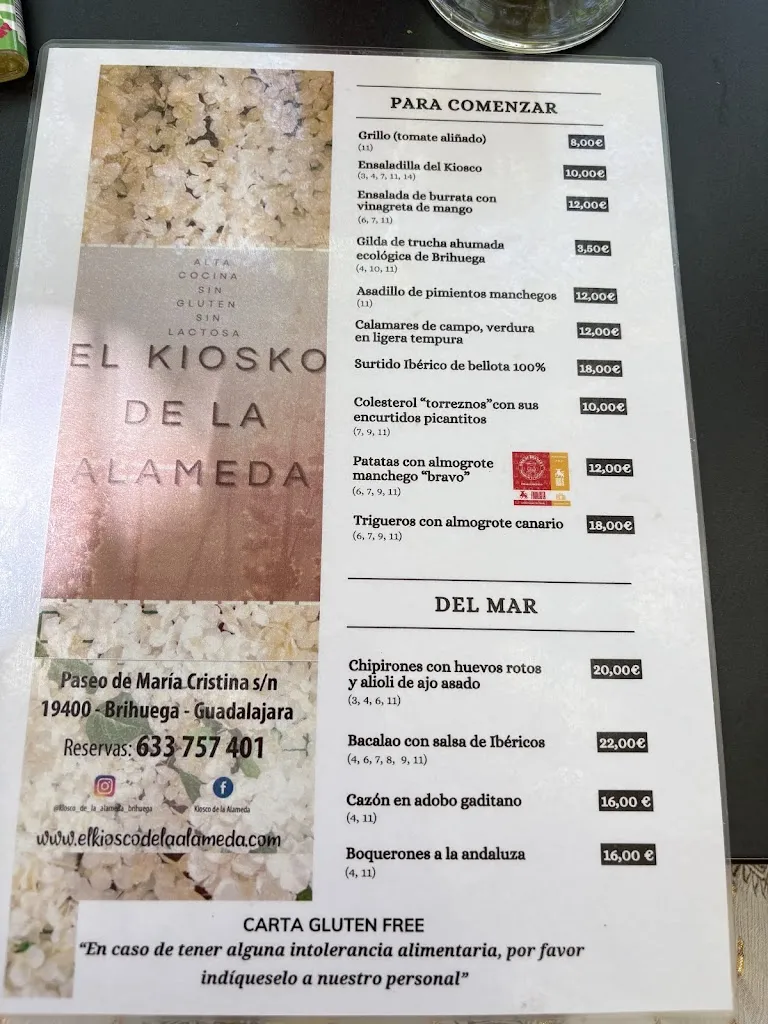 ALTA
COCINA
SIN
GLUTEN
SIN
LACTOSA
EL KIOSKO
DE LA
ALAMEDA
Paseo de María Cristina s/n
19400 - Brihuega - Guadalajara
Reservas: 633 757 401
@Kiosco_de_la_alameda_brihuega
Kiosco de la Alameda
www.elkioscodelaalameda.com
PARA COMENZAR
Grillo (tomate aliñado) 8,00€
(11)
Ensaladilla del Kiosco 10,00€
(3, 4, 7, 11, 14)
Ensalada de burrata con
vinagreta de mango 12,00€
(6, 7, 11)
Gilda de trucha ahumada
ecológica de Brihuega 3,50€
(4, 10, 11)
Asadillo de pimientos manchegos 12,00€
(11)
Calamares de campo, verdura
en ligera tempura 12,00€
Surtido Ibérico de bellota 100% 18,00€
Colesterol “torreznos”con sus
encurtidos picantitos 10,00€
(7, 9, 11)
Patatas con almogrote
manchego “bravo” 12,00€
(6, 7, 9, 11)
Trigueros con almogrote canario 18,00€
(6, 7, 9, 11)
DEL MAR
Chipirones con huevos rotos
y alioli de ajo asado 20,00€
(3, 4, 6, 11)
Bacalao con salsa de Ibéricos 22,00€
(4, 6, 7, 8, 9, 11)
Cazón en adobo gaditano 16,00 €
(4, 11)
Boquerones a la andaluza 16,00 €
(4, 11)
CARTA GLUTEN FREE
“En caso de tener alguna intolerancia alimentaria, por favor
indíqueselo a nuestro personal”